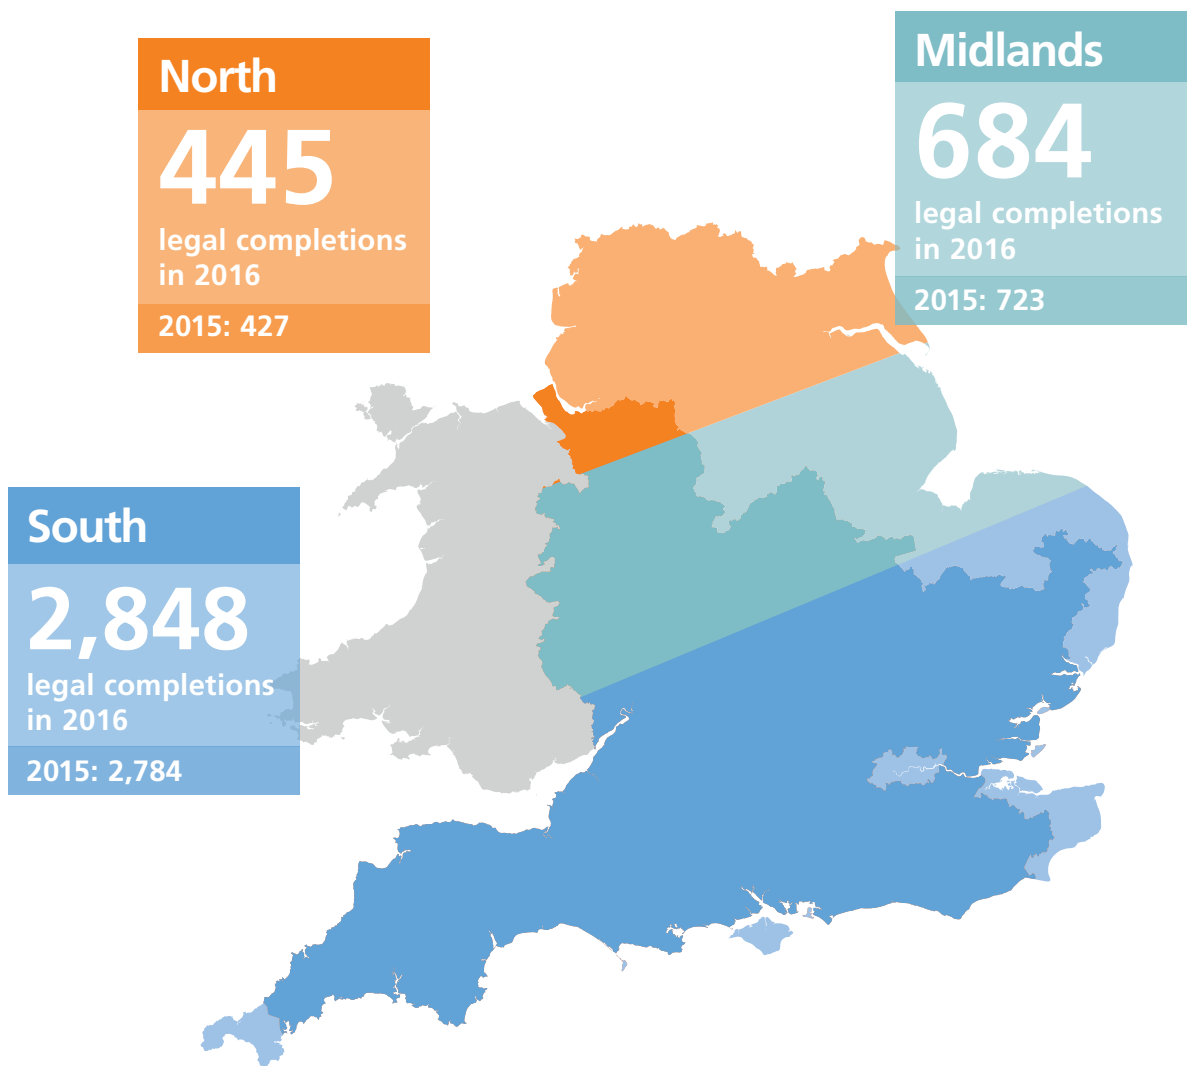 North
445
legal completions
in 2016
2015: 427
Midlands
684
legal completions
in 2016
2015: 723
South
2,848
legal completions
in 2016
2015: 2,784